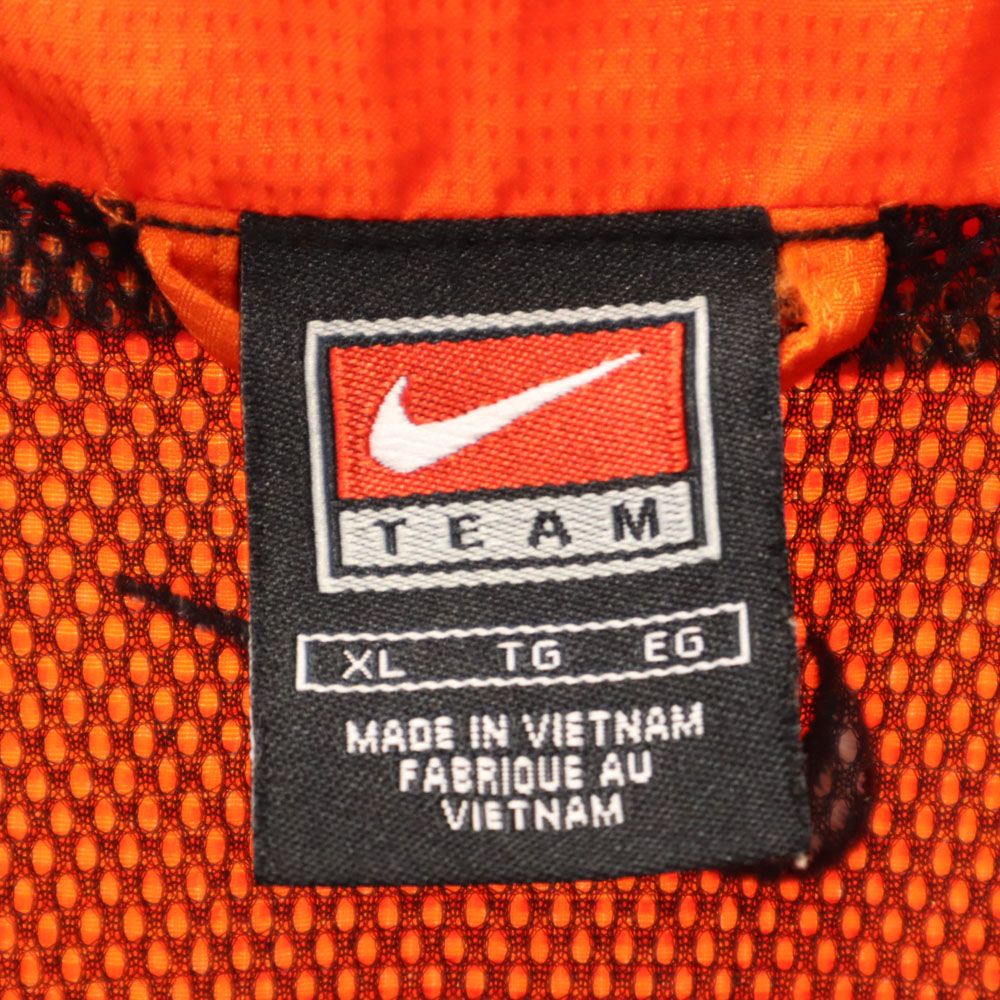 TEAM
XL TG EG
MADE IN VIETNAM
FABRIQUE AU
VIETNAM